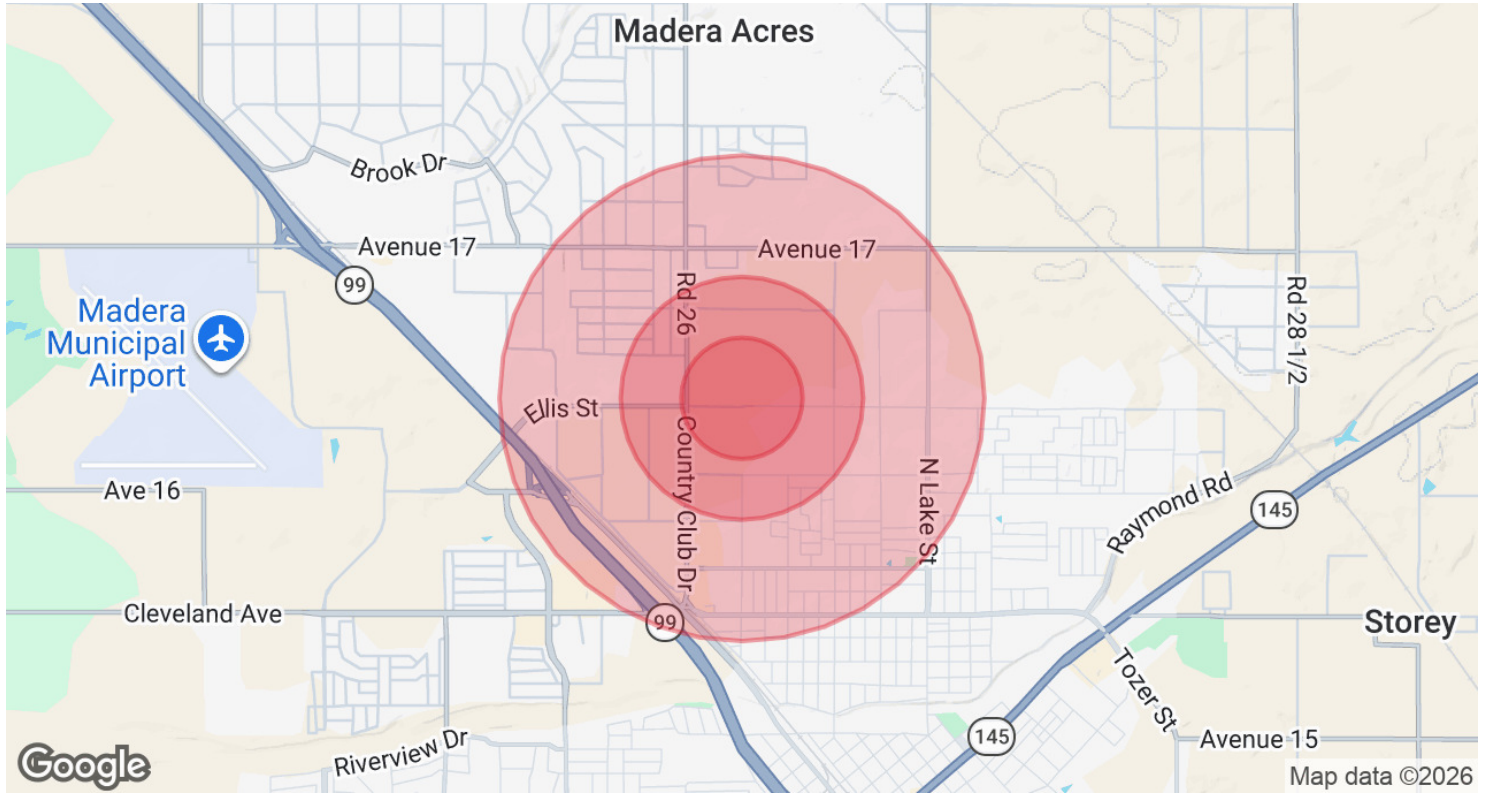 Madera Acres
Brook Dr
Avenue 17
Avenue 17
99
Rd 26
Rd 28 1/2
Madera
Municipal
Airport
Ellis St
Country Club Dr
N Lake St
Ave 16
Raymond Rd
145
Cleveland Ave
99
Storey
Tozer St
Riverview Dr
145
Avenue 15
Google
Map data ©2026